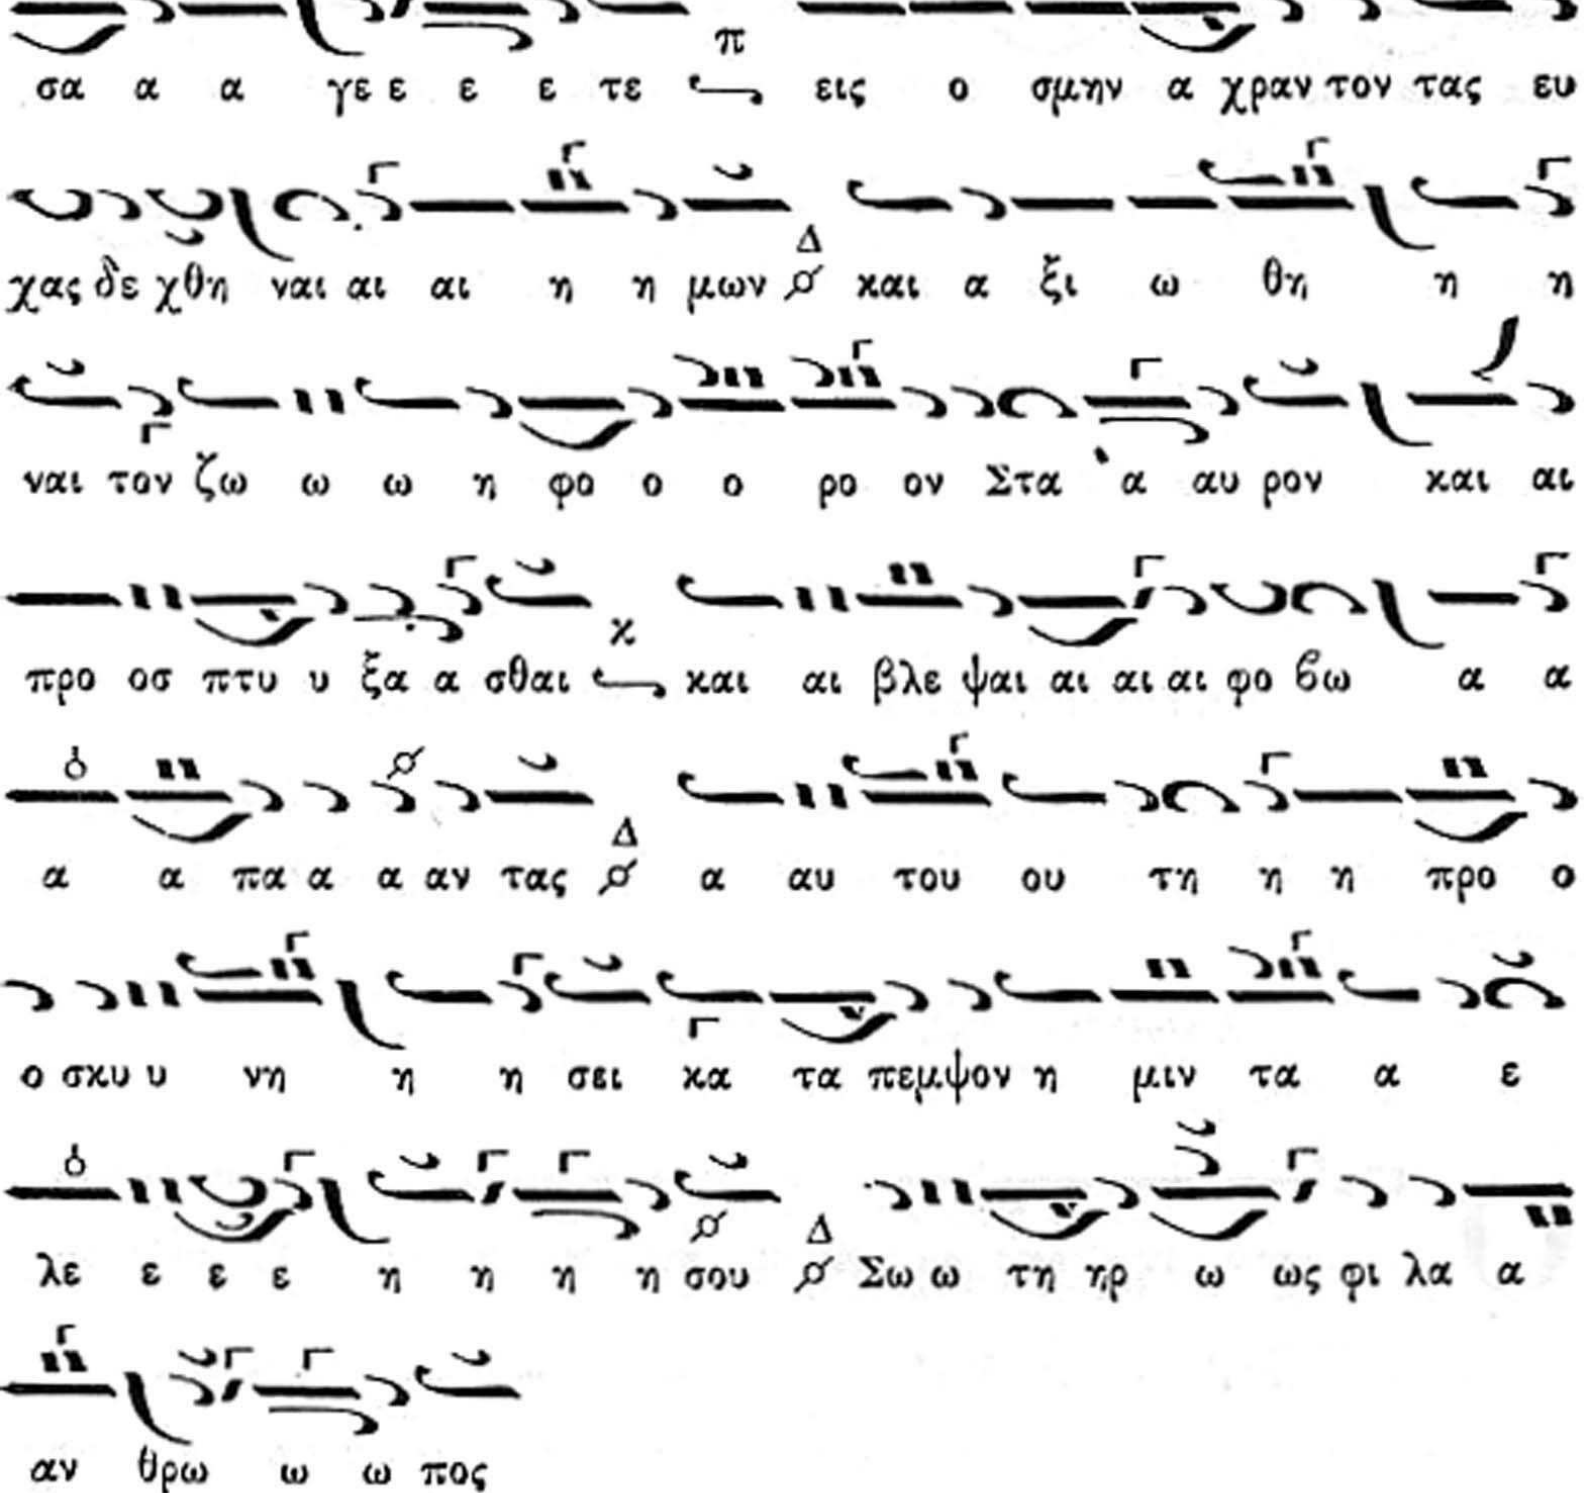 π
σα α α γε ε ε ε τε εις ο σμην α χραν τον τας ευ
Δ
χας δε χθη ναι αι αι η η μων και α ξι ω θη η η
ναι τον ζω ω ω η φο ο ο ρο ον Στα α αυ ρον και αι
κ
προ οσ πτυ υ ξα α σθαι και αι βλε ψαι αι αι αι φο βω α α
Δ
α α πα α α αν τας α αυ του ου τη η η προ ο
ο σκυ υ νη η η σει κα τα πεμψον η μιν τα α ε
Δ
λε ε ε ε η η η η σου Σω ω τη ηρ ω ως φι λα α
αν θρω ω ω πος